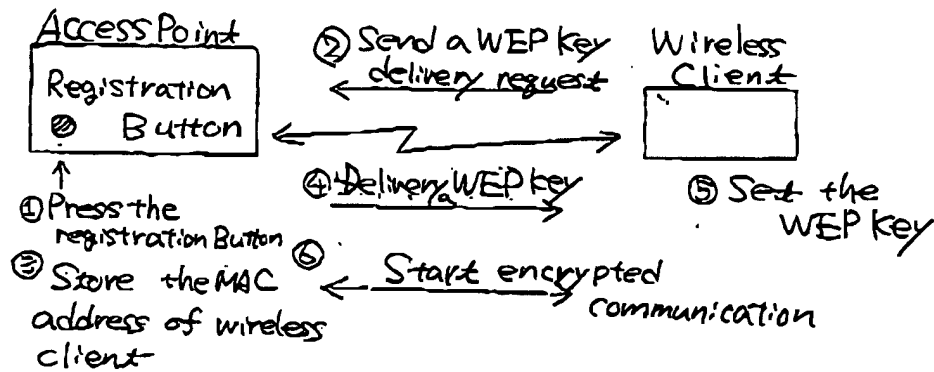 Access Point
Registration
Button
② Send a WEP Key
delivery request
Wireless
Client
① Press the
registration Button
④ Delivery a WEP key
⑤ Set the
WEP Key
③ Store the MAC
address of wireless
client
⑥ Start encrypted
communication